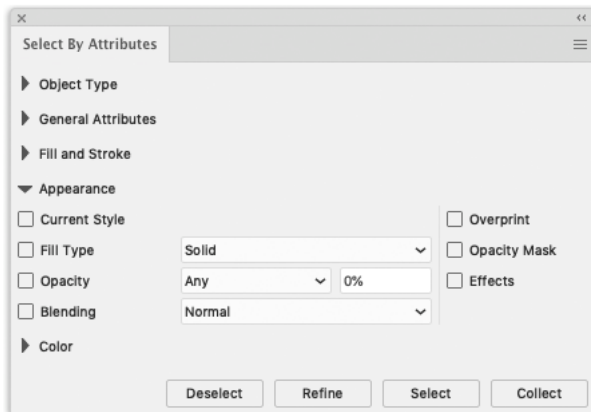 Select By Attributes
Object Type
General Attributes
Fill and Stroke
Appearance
Current Style Overprint
Fill Type Solid Opacity Mask
Opacity Any 0% Effects
Blending Normal
Color
Deselect Refine Select Collect